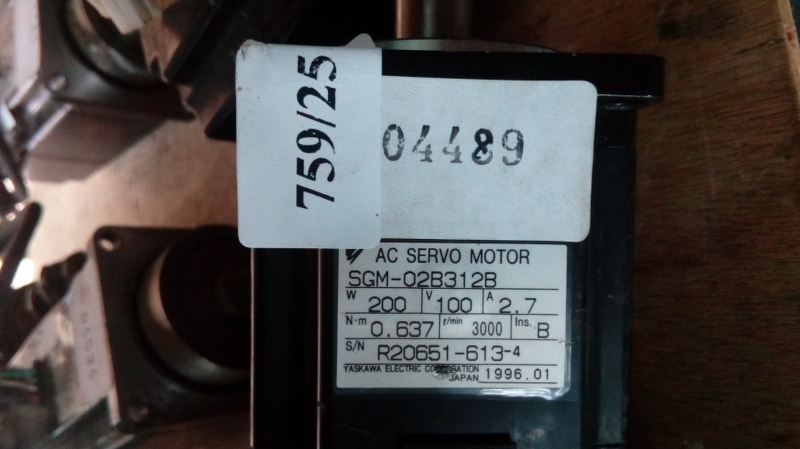 759/25
04489
AC SERVO MOTOR
SGM-02B312B
W 200 V 100 A 2.7
N·m 0.637 r/min 3000 Ins. B
S/N R20651-613-4
YASKAWA ELECTRIC CORPORATION
JAPAN 1996.01